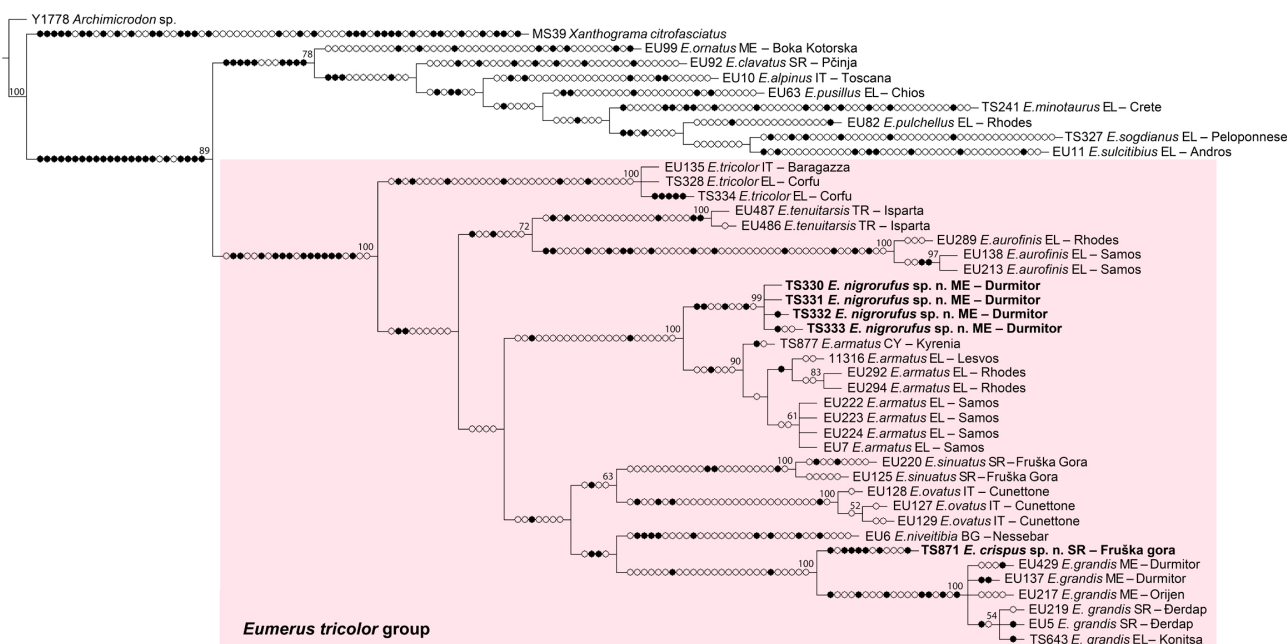 Y1778 Archimicrodon sp.
MS39 Xanthograma citrofasciatus
EU99 E.ornatus ME – Boka Kotorska
78
EU92 E.clavatus SR – Pčinja
EU10 E.alpinus IT – Toscana
100
EU63 E.pusillus EL – Chios
TS241 E.minotaurus EL – Crete
EU82 E.pulchellus EL – Rhodes
TS327 E.sogdianus EL – Peloponnese
89
EU11 E.sulcitibius EL – Andros
EU135 E.tricolor IT – Baragazza
100
TS328 E.tricolor EL – Corfu
TS334 E.tricolor EL – Corfu
100
EU487 E.tenuitarsis TR – Isparta
72
EU486 E.tenuitarsis TR – Isparta
100
EU289 E.aurofinis EL – Rhodes
100
97
EU138 E.aurofinis EL – Samos
EU213 E.aurofinis EL – Samos
TS330 E. nigrorufus sp. n. ME – Durmitor
99
TS331 E. nigrorufus sp. n. ME – Durmitor
TS332 E. nigrorufus sp. n. ME – Durmitor
100
TS333 E. nigrorufus sp. n. ME – Durmitor
TS877 E.armatus CY – Kyrenia
90
11316 E.armatus EL – Lesvos
83
EU292 E.armatus EL – Rhodes
EU294 E.armatus EL – Rhodes
EU222 E.armatus EL – Samos
61
EU223 E.armatus EL – Samos
EU224 E.armatus EL – Samos
EU7 E.armatus EL – Samos
100
EU220 E.sinuatus SR – Fruška Gora
63
EU125 E.sinuatus SR – Fruška Gora
100
EU128 E.ovatus IT – Cunettone
52
EU127 E.ovatus IT – Cunettone
EU129 E.ovatus IT – Cunettone
EU6 E.niveitibia BG – Nessebar
TS871 E. crispus sp. n. SR – Fruška gora
100
EU429 E.grandis ME – Durmitor
100
EU137 E.grandis ME – Durmitor
EU217 E.grandis ME – Orijen
54
EU219 E. grandis SR – Đerdap
EU5 E. grandis SR – Đerdap
TS643 E. grandis EL – Konitsa
Eumerus tricolor group